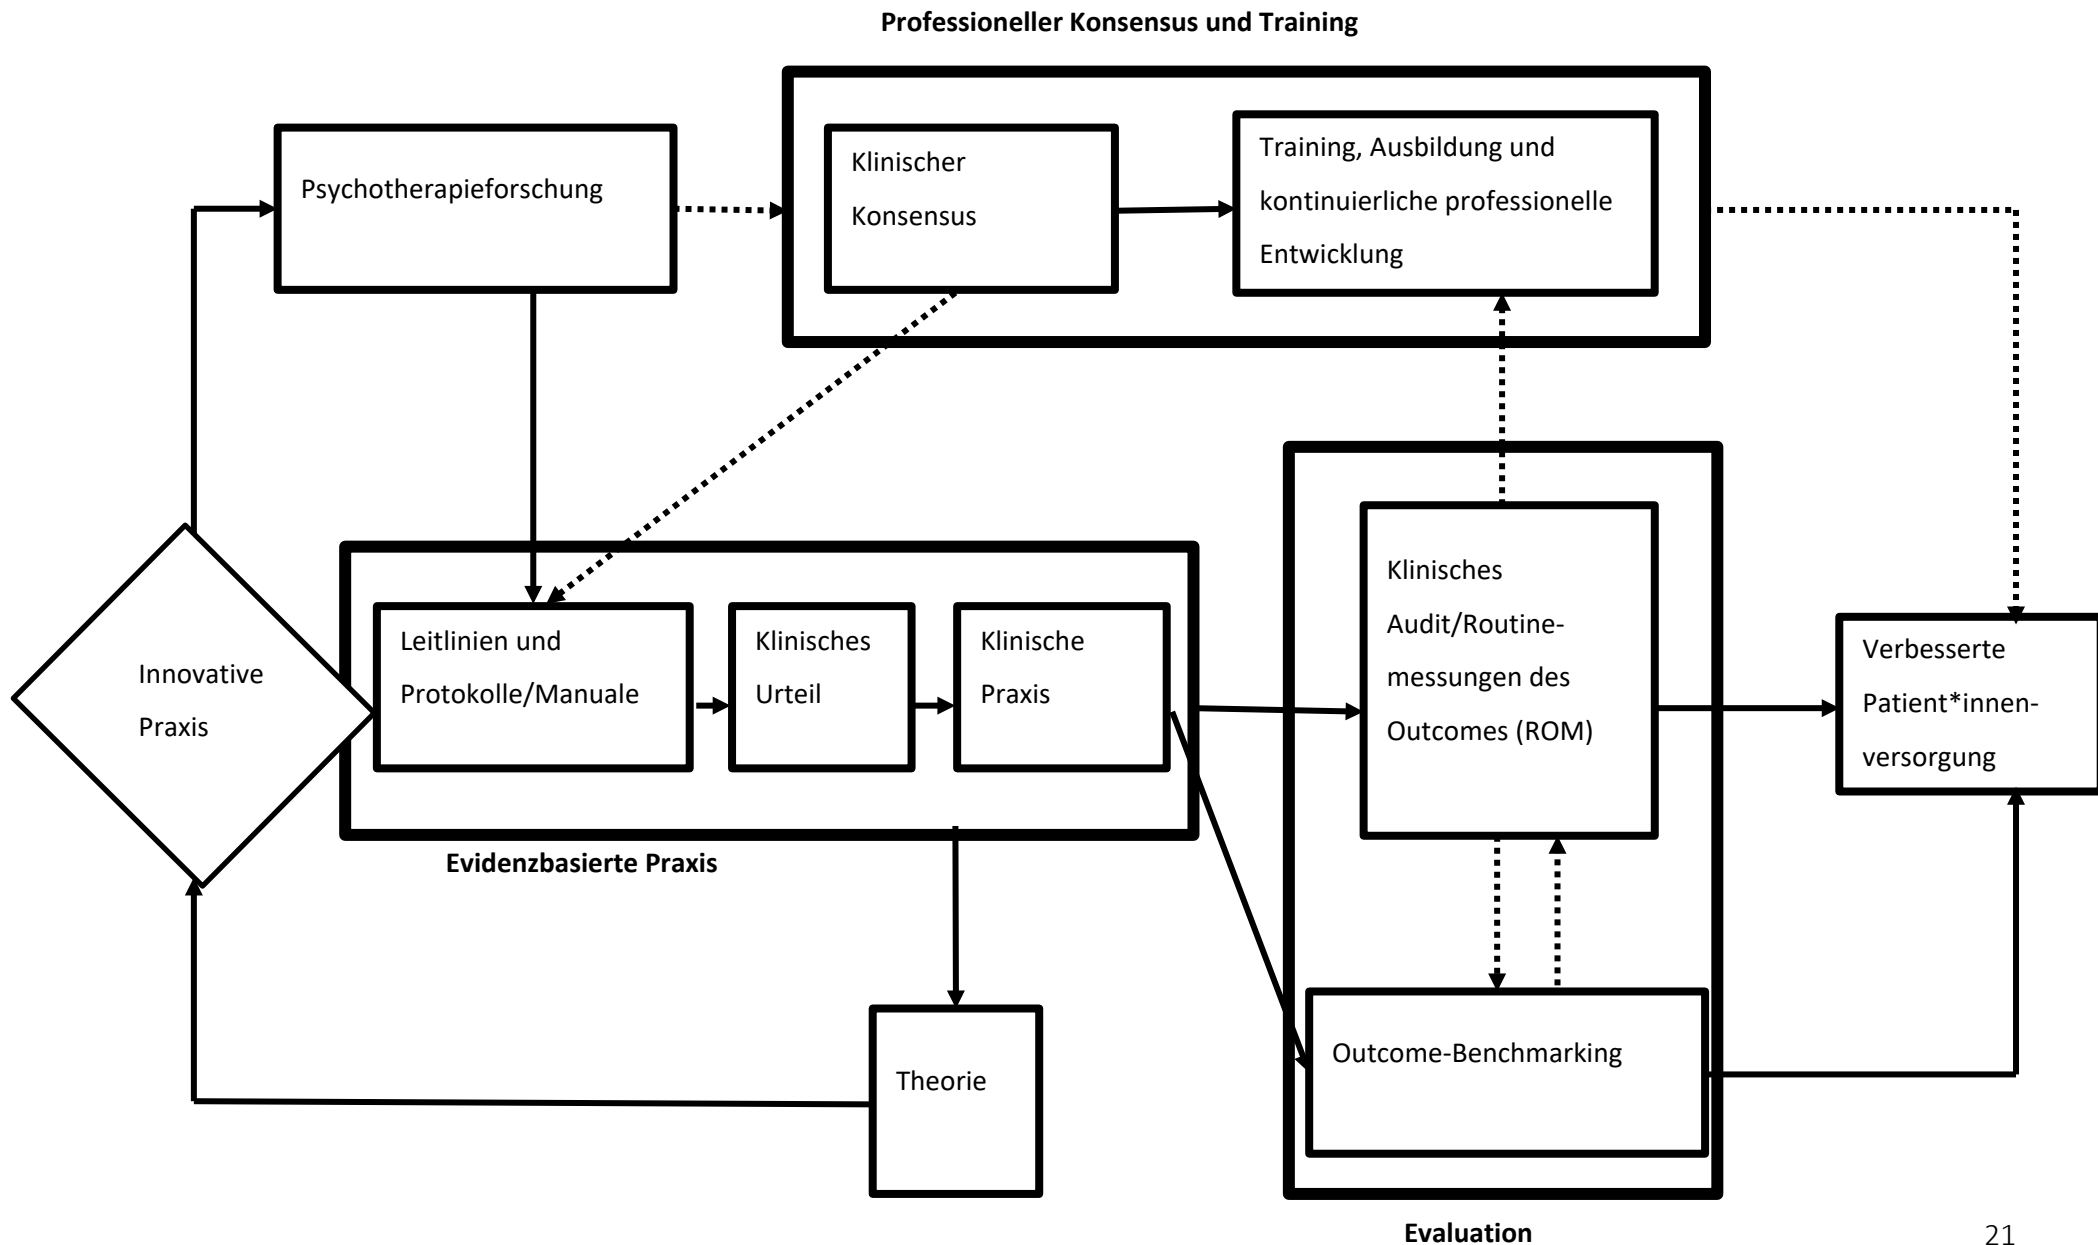 Professioneller Konsensus und Training
Psychotherapieforschung
Klinischer
Konsensus
Training, Ausbildung und
kontinuierliche professionelle
Entwicklung
Innovative
Praxis
Leitlinien und
Protokolle/Manuale
Klinisches
Urteil
Klinische
Praxis
Evidenzbasierte Praxis
Klinisches
Audit/Routine-
messungen des
Outcomes (ROM)
Verbesserte
Patient*innen-
versorgung
Theorie
Outcome-Benchmarking
Evaluation
21